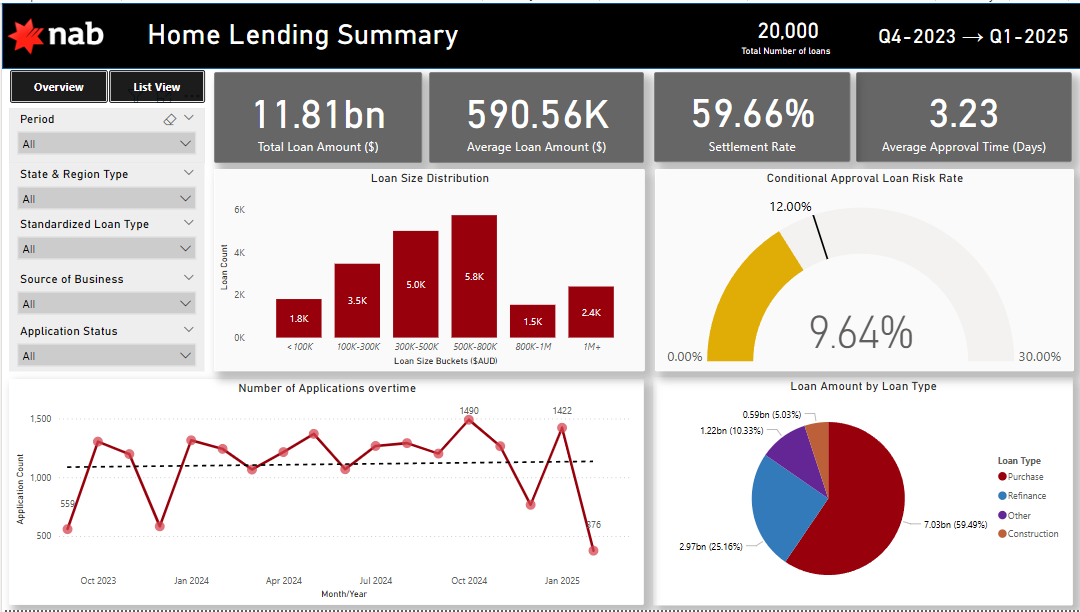 nab
Home Lending Summary
20,000
Total Number of loans
Q4-2023 → Q1-2025
Overview
List View
Period
All
State & Region Type
All
Standardized Loan Type
All
Source of Business
All
Application Status
All
11.81bn
Total Loan Amount ($)
590.56K
Average Loan Amount ($)
59.66%
Settlement Rate
3.23
Average Approval Time (Days)
Loan Size Distribution
6K
4K
2K
0K
Loan Count
1.8K
3.5K
5.0K
5.8K
1.5K
2.4K
<100K
100K-300K
300K-500K
500K-800K
800K-1M
1M+
Loan Size Buckets ($AUD)
Conditional Approval Loan Risk Rate
12.00%
9.64%
0.00%
30.00%
Number of Applications overtime
1,500
1,000
500
Application Count
559
1490
1422
376
Oct 2023
Jan 2024
Apr 2024
Jul 2024
Oct 2024
Jan 2025
Month/Year
Loan Amount by Loan Type
0.59bn (5.03%)
1.22bn (10.33%)
2.97bn (25.16%)
7.03bn (59.49%)
Loan Type
Purchase
Refinance
Other
Construction